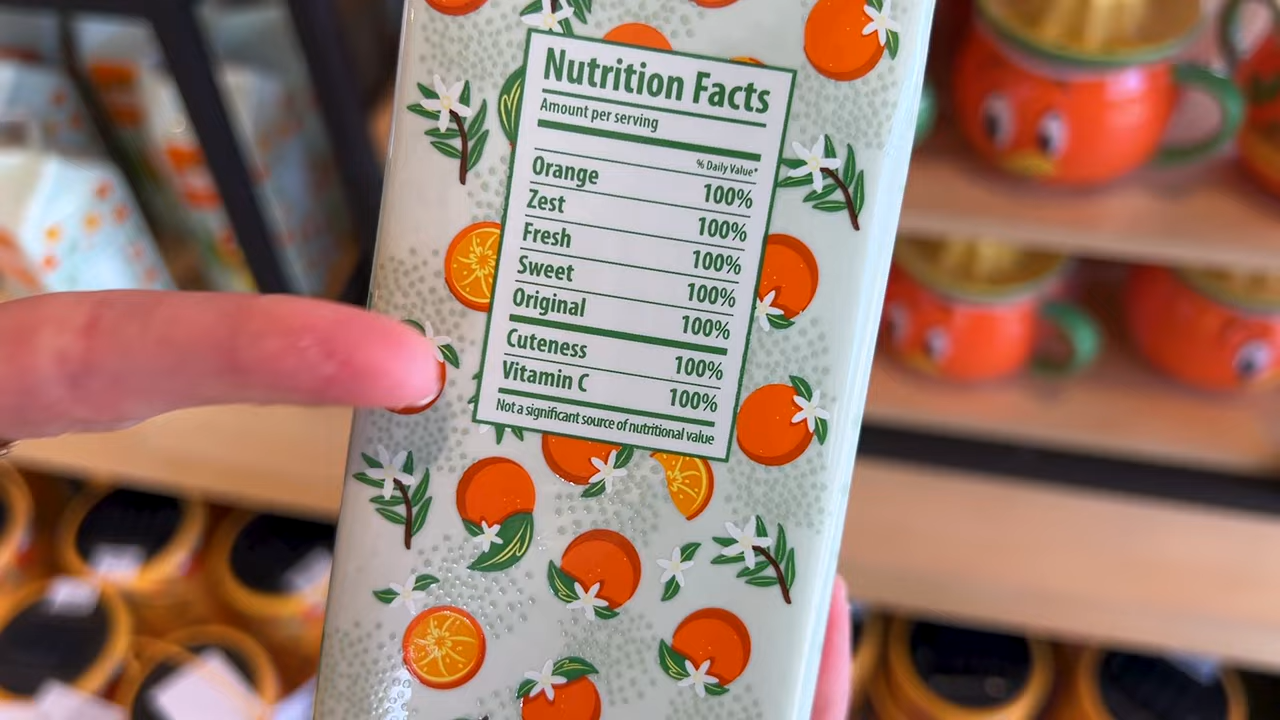 Nutrition Facts
Amount per serving
% Daily Value*
Orange 100%
Zest 100%
Fresh 100%
Sweet 100%
Original 100%
Cuteness 100%
Vitamin C 100%
Not a significant source of nutritional value